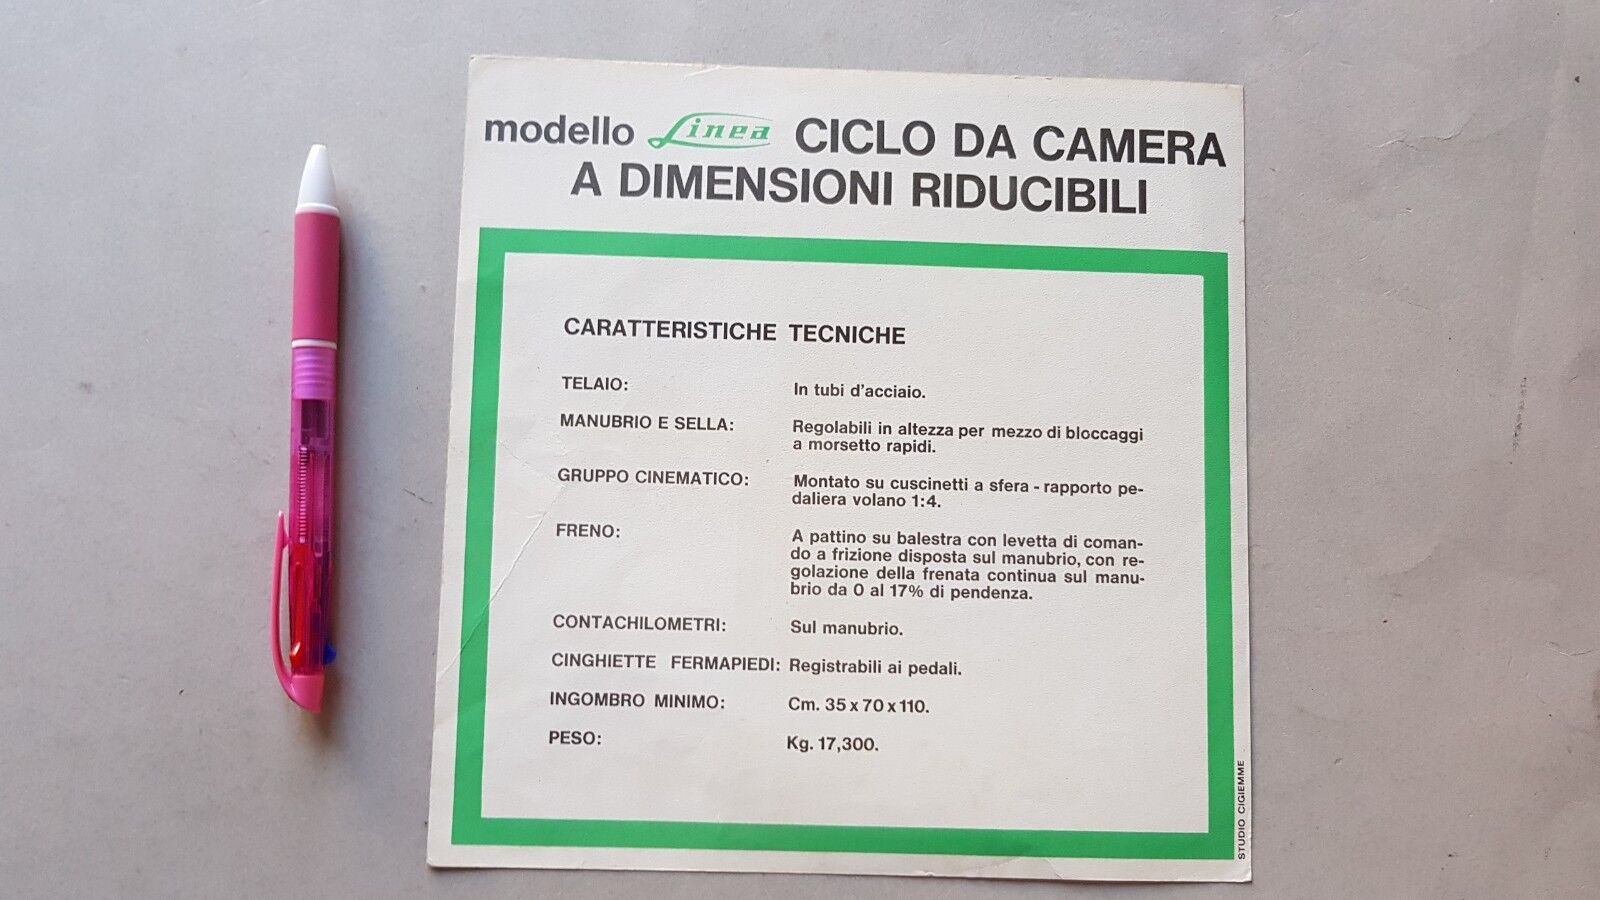 modello Linea CICLO DA CAMERA
A DIMENSIONI RIDUCIBILI
CARATTERISTICHE TECNICHE
TELAIO: In tubi d'acciaio.
MANUBRIO E SELLA: Regolabili in altezza per mezzo di bloccaggi
a morsetto rapidi.
GRUPPO CINEMATICO: Montato su cuscinetti a sfera - rapporto pe-
daliera volano 1:4.
FRENO: A pattino su balestra con levetta di coman-
do a frizione disposta sul manubrio, con re-
golazione della frenata continua sul manu-
brio da 0 al 17% di pendenza.
CONTACHILOMETRI: Sul manubrio.
CINGHIETTE FERMAPIEDI: Registrabili ai pedali.
INGOMBRO MINIMO: Cm. 35 x 70 x 110.
PESO: Kg. 17,300.
STUDIO CIGIEMME